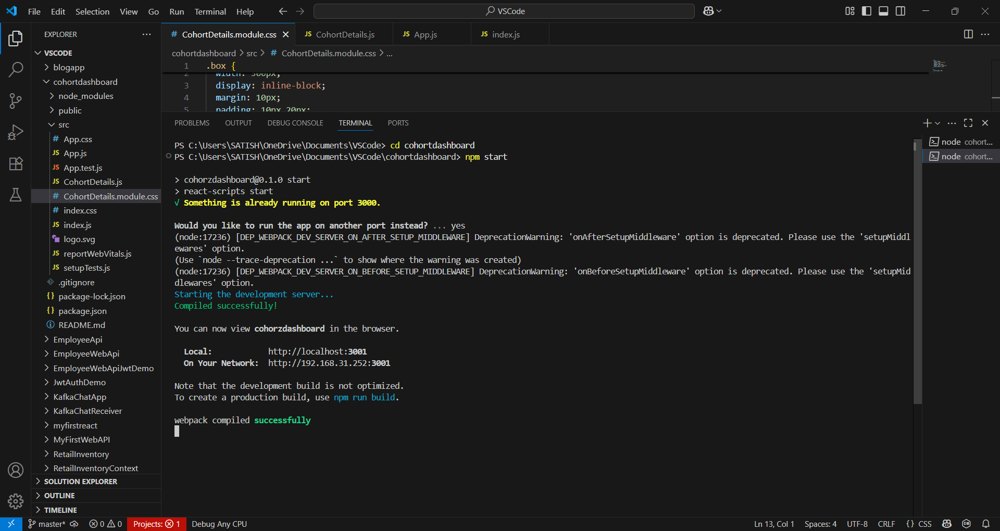 File Edit Selection View Go Run Terminal Help
VSCode
EXPLORER
VSCODE
blogapp
cohortdashboard
node_modules
public
src
# App.css
JS App.js
JS App.test.js
JS CohortDetails.js
# CohortDetails.module.css
# index.css
JS index.js
logo.svg
JS reportWebVitals.js
JS setupTests.js
.gitignore
{} package-lock.json
{} package.json
README.md
EmployeeApi
EmployeeWebApi
EmployeeWebApiJwtDemo
JwtAuthDemo
KafkaChatApp
KafkaChatReceiver
myfirstreact
MyFirstWebAPI
RetailInventory
RetailInventoryContext
SOLUTION EXPLORER
OUTLINE
TIMELINE
# CohortDetails.module.css JS CohortDetails.js JS App.js JS index.js
cohortdashboard > src > # CohortDetails.module.css > ...
1 .box {
2 width: 300px;
3 display: inline-block;
4 margin: 10px;
5 padding: 10px 20px;
PROBLEMS OUTPUT DEBUG CONSOLE TERMINAL PORTS
PS C:\Users\SATISH\OneDrive\Documents\VSCode> cd cohortdashboard
PS C:\Users\SATISH\OneDrive\Documents\VSCode\cohortdashboard> npm start
> cohorzdashboard@0.1.0 start
> react-scripts start
√ Something is already running on port 3000.
Would you like to run the app on another port instead? ... yes
(node:17236) [DEP_WEBPACK_DEV_SERVER_ON_AFTER_SETUP_MIDDLEWARE] DeprecationWarning: 'onAfterSetupMiddleware' option is deprecated. Please use the 'setupMiddl
ewares' option.
(Use `node --trace-deprecation ...` to show where the warning was created)
(node:17236) [DEP_WEBPACK_DEV_SERVER_ON_BEFORE_SETUP_MIDDLEWARE] DeprecationWarning: 'onBeforeSetupMiddleware' option is deprecated. Please use the 'setupMid
dlewares' option.
Starting the development server...
Compiled successfully!
You can now view cohorzdashboard in the browser.
Local: http://localhost:3001
On Your Network: http://192.168.31.252:3001
Note that the development build is not optimized.
To create a production build, use npm run build.
webpack compiled successfully
node cohort...
node cohort...
master* 0 0 Projects: 1 Debug Any CPU
Ln 13, Col 1 Spaces: 4 UTF-8 CRLF {} CSS